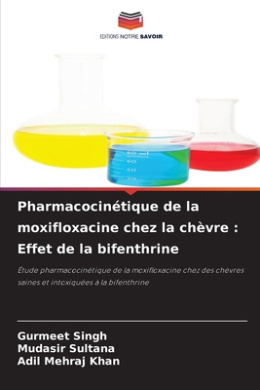 EDITIONS NOTRE SAVOIR
Pharmacocinétique de la
moxifloxacine chez la chèvre :
Effet de la bifenthrine
Étude pharmacocinétique de la moxifloxacine chez des chèvres
saines et intoxiquées à la bifenthrine
Gurmeet Singh
Mudasir Sultana
Adil Mehraj Khan